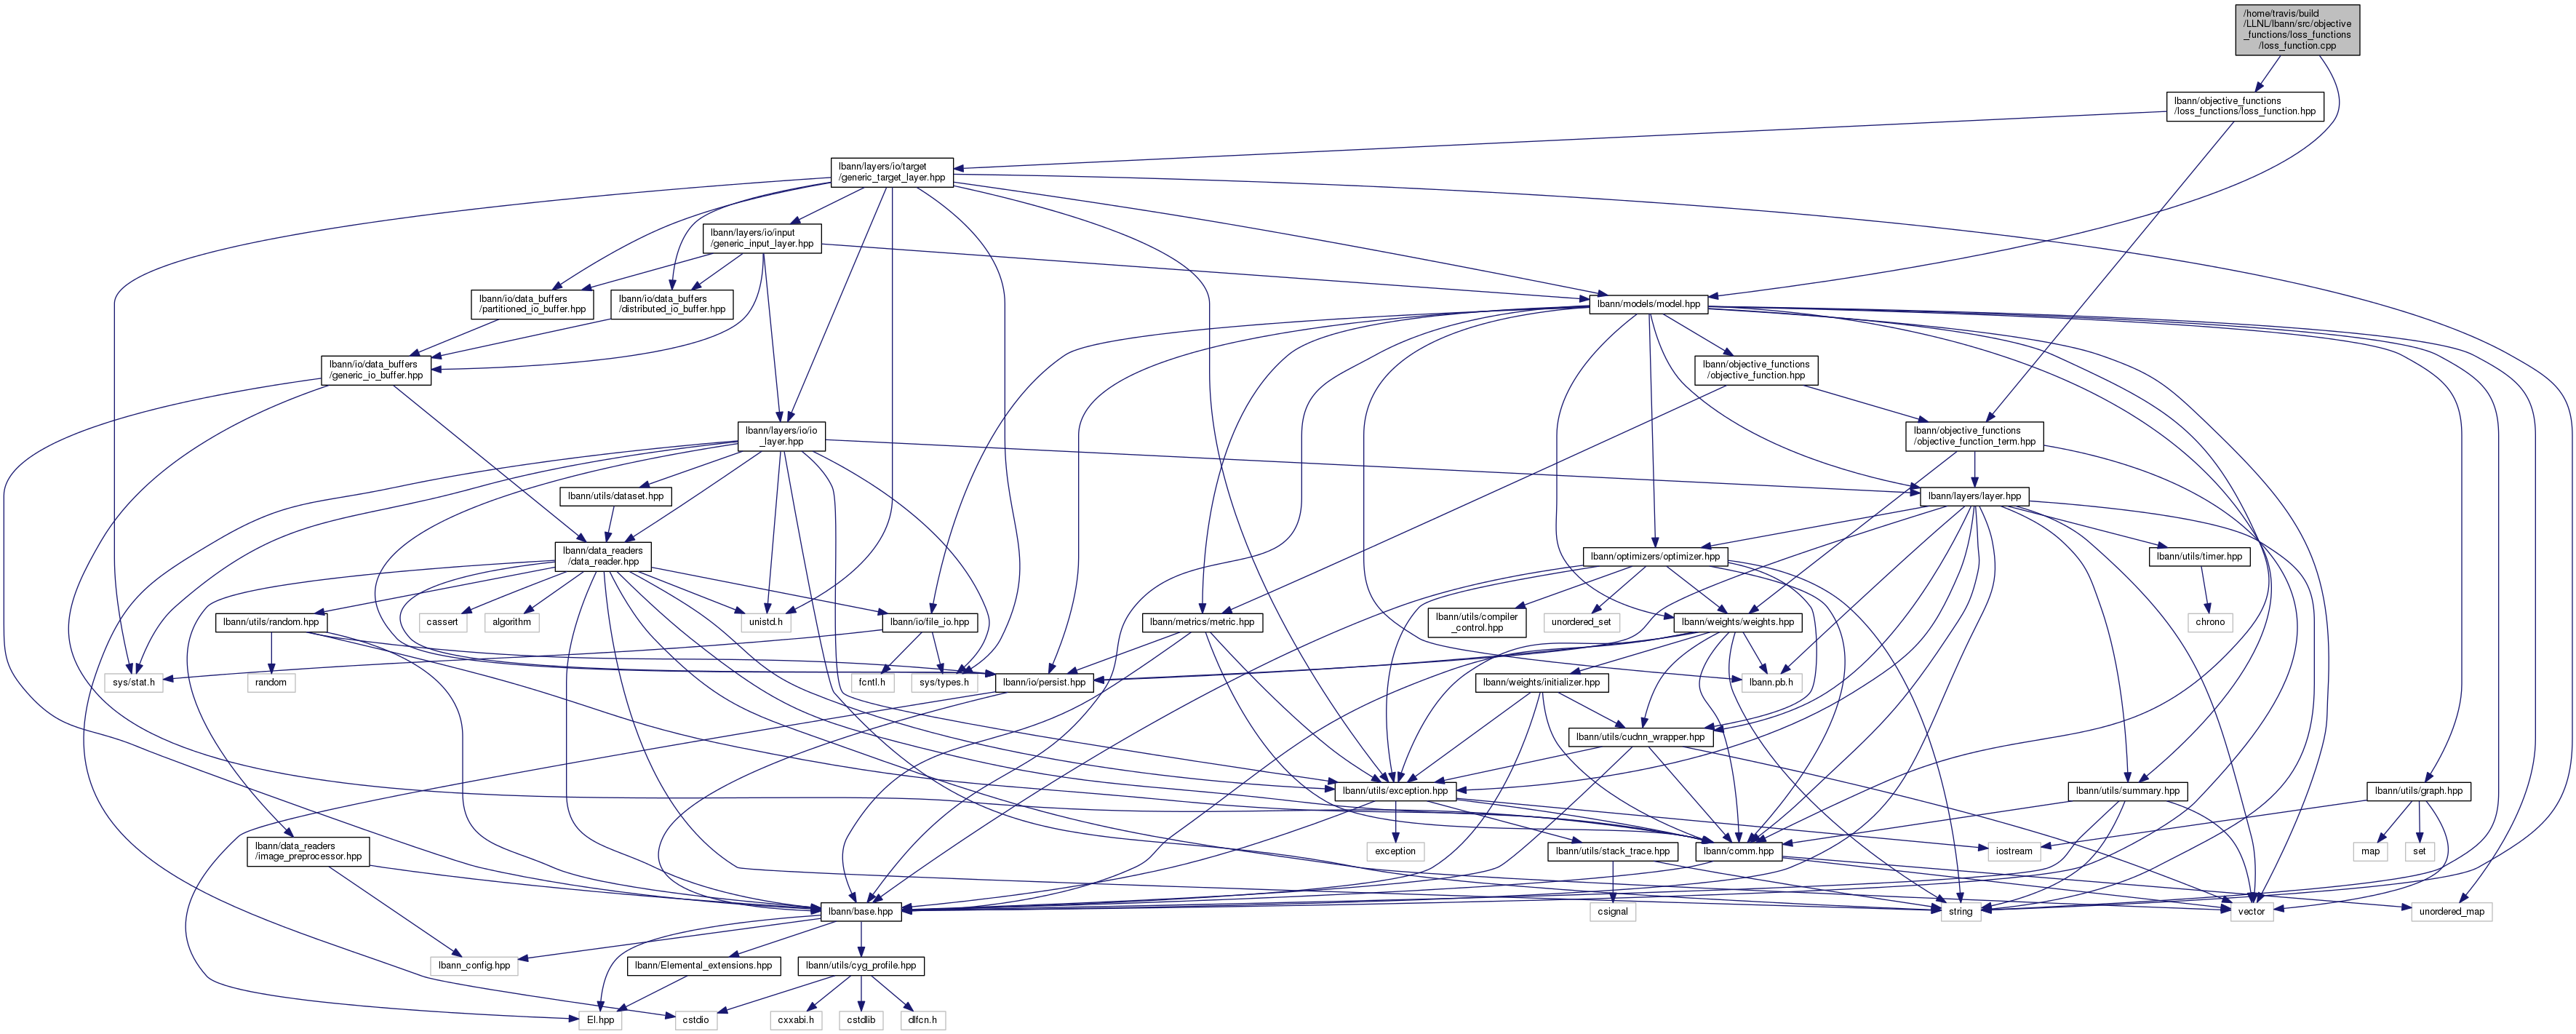 /home/travis/build
/LLNL/lbann/src/objective
_functions/loss_functions
/loss_function.cpp
lbann/objective_functions
/loss_functions/loss_function.hpp
lbann/layers/io/target
/generic_target_layer.hpp
lbann/layers/io/input
/generic_input_layer.hpp
lbann/io/data_buffers
/partitioned_io_buffer.hpp
lbann/io/data_buffers
/distributed_io_buffer.hpp
lbann/models/model.hpp
lbann/io/data_buffers
/generic_io_buffer.hpp
lbann/objective_functions
/objective_function.hpp
lbann/layers/io/io
_layer.hpp
lbann/objective_functions
/objective_function_term.hpp
lbann/utils/dataset.hpp
lbann/layers/layer.hpp
lbann/data_readers
/data_reader.hpp
lbann/optimizers/optimizer.hpp
lbann/utils/timer.hpp
lbann/utils/random.hpp
cassert
algorithm
unistd.h
lbann/io/file_io.hpp
lbann/metrics/metric.hpp
lbann/utils/compiler
_control.hpp
unordered_set
lbann/weights/weights.hpp
chrono
sys/stat.h
random
fcntl.h
sys/types.h
lbann/io/persist.hpp
lbann/weights/initializer.hpp
lbann.pb.h
lbann/utils/cudnn_wrapper.hpp
lbann/utils/exception.hpp
lbann/utils/summary.hpp
lbann/utils/graph.hpp
lbann/data_readers
/image_preprocessor.hpp
exception
lbann/utils/stack_trace.hpp
lbann/comm.hpp
iostream
map
set
lbann/base.hpp
csignal
string
vector
unordered_map
lbann_config.hpp
lbann/Elemental_extensions.hpp
lbann/utils/cyg_profile.hpp
El.hpp
cstdio
cxxabi.h
cstdlib
dlfcn.h